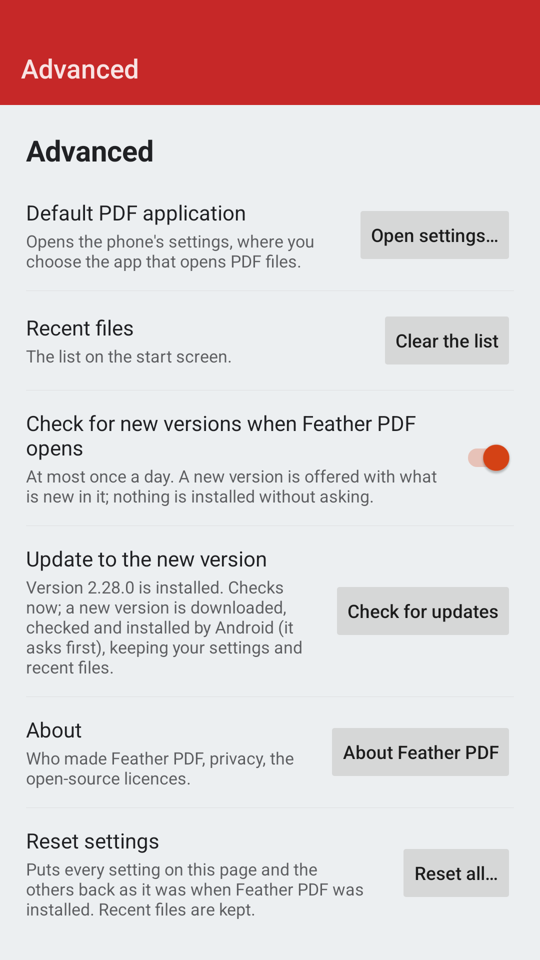 Advanced
Advanced
Default PDF application
Opens the phone's settings, where you
choose the app that opens PDF files.
Open settings...
Recent files
The list on the start screen.
Clear the list
Check for new versions when Feather PDF
opens
At most once a day. A new version is offered with what
is new in it; nothing is installed without asking.
Update to the new version
Version 2.28.0 is installed. Checks
now; a new version is downloaded,
checked and installed by Android (it
asks first), keeping your settings and
recent files.
Check for updates
About
Who made Feather PDF, privacy, the
open-source licences.
About Feather PDF
Reset settings
Puts every setting on this page and the
others back as it was when Feather PDF was
installed. Recent files are kept.
Reset all...